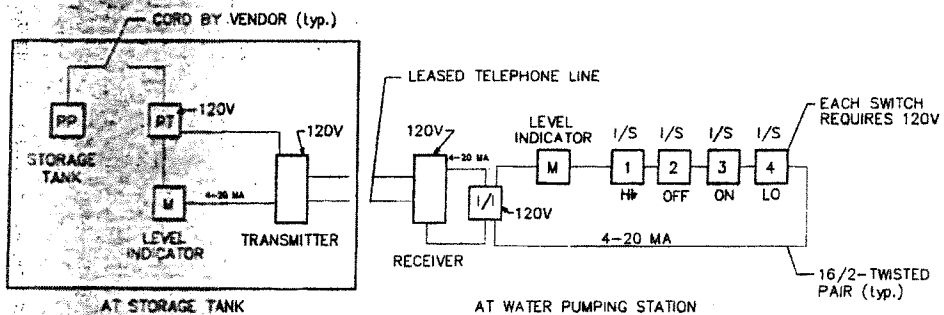 CORD BY VENDOR (typ.)
LEASED TELEPHONE LINE
EACH SWITCH
REQUIRES 120V
PP
PT
120V
120V
120V
4-20 MA
LEVEL
INDICATOR
I/S
I/S
I/S
I/S
STORAGE
TANK
M
1
2
3
4
HI
OFF
ON
LO
M
4-20 MA
I/I
120V
LEVEL
INDICATOR
TRANSMITTER
RECEIVER
4-20 MA
16/2-TWISTED
PAIR (typ.)
AT STORAGE TANK
AT WATER PUMPING STATION